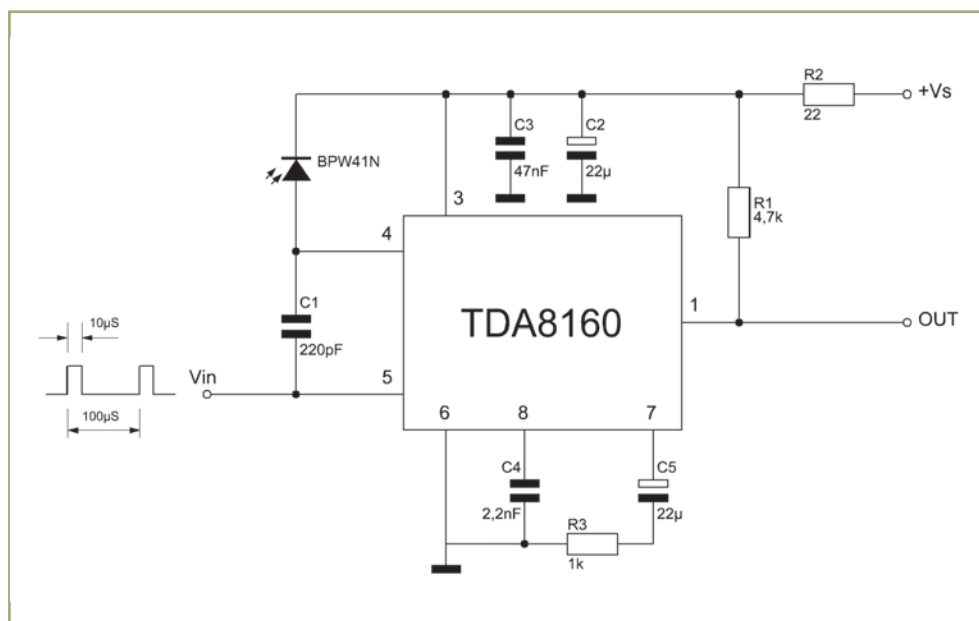 R2
22
+Vs
BPW41N
C3
47nF
C2
22µ
R1
4,7k
3
4
C1
220pF
TDA8160
1
OUT
10µS
100µS
Vin
5
6
8
7
C4
2,2nF
C5
22µ
R3
1k